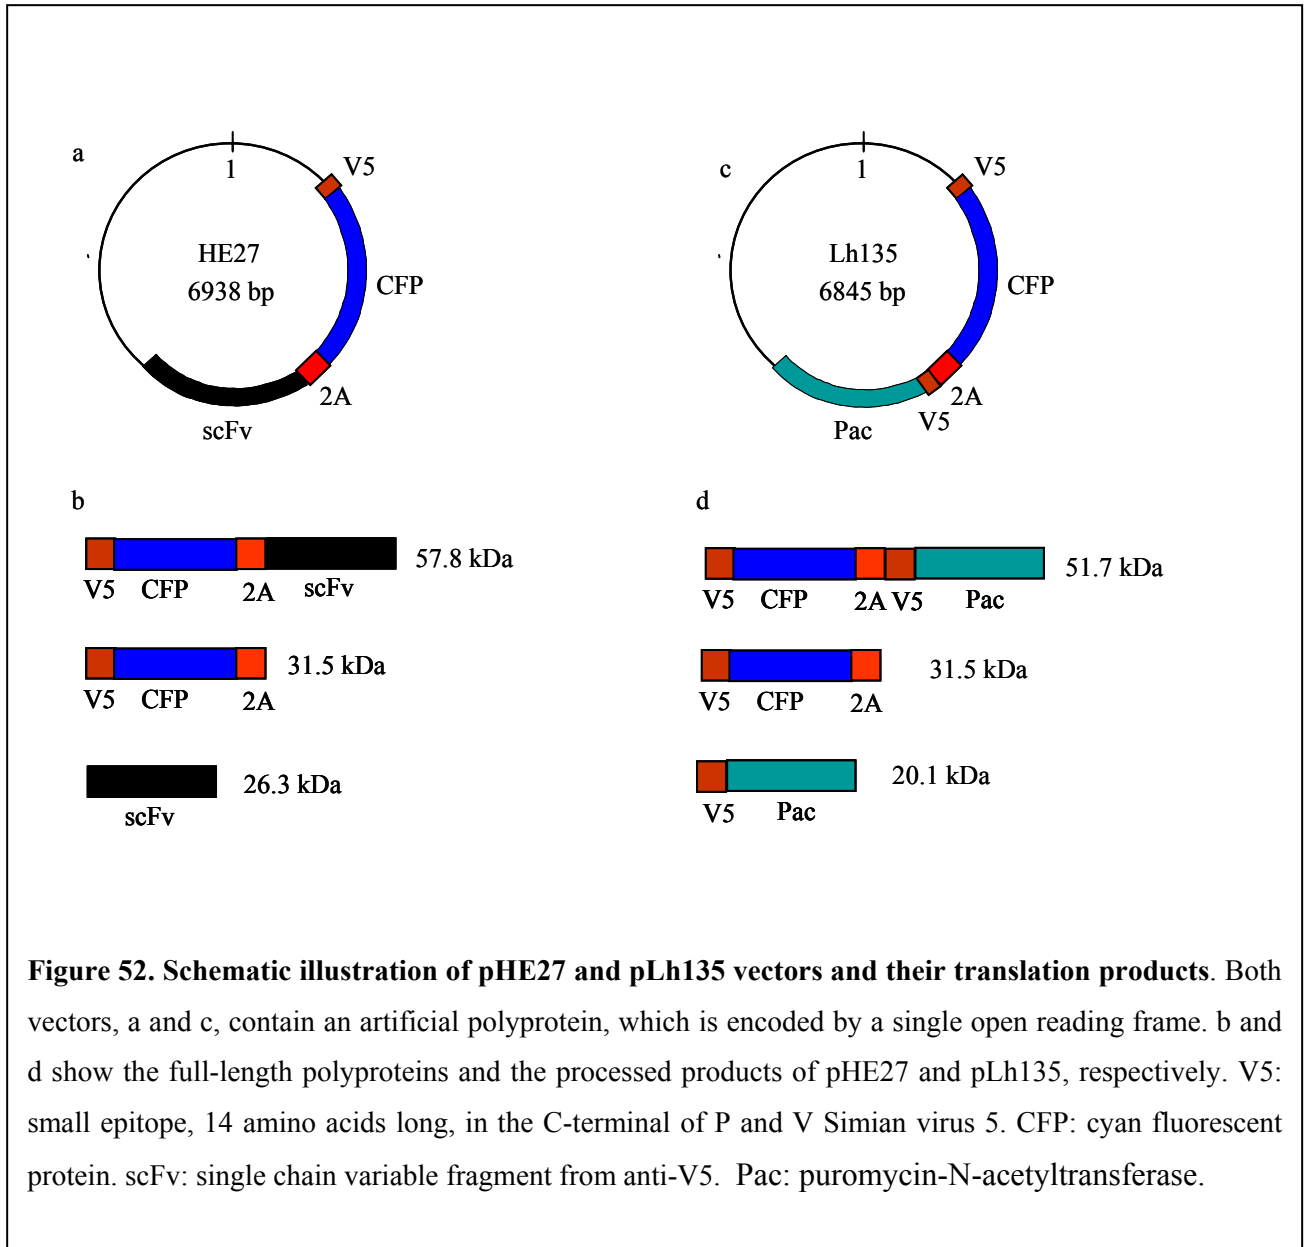 a
1
V5
HE27
6938 bp
CFP
2A
scFv
c
1
V5
Lh135
6845 bp
CFP
2A
V5
Pac
b
57.8 kDa
V5 CFP 2A scFv
31.5 kDa
V5 CFP 2A
26.3 kDa
scFv
d
51.7 kDa
V5 CFP 2A V5 Pac
31.5 kDa
V5 CFP 2A
20.1 kDa
V5 Pac
Figure 52. Schematic illustration of pHE27 and pLh135 vectors and their translation products. Both
vectors, a and c, contain an artificial polyprotein, which is encoded by a single open reading frame. b and
d show the full-length polyproteins and the processed products of pHE27 and pLh135, respectively. V5:
small epitope, 14 amino acids long, in the C-terminal of P and V Simian virus 5. CFP: cyan fluorescent
protein. scFv: single chain variable fragment from anti-V5. Pac: puromycin-N-acetyltransferase.